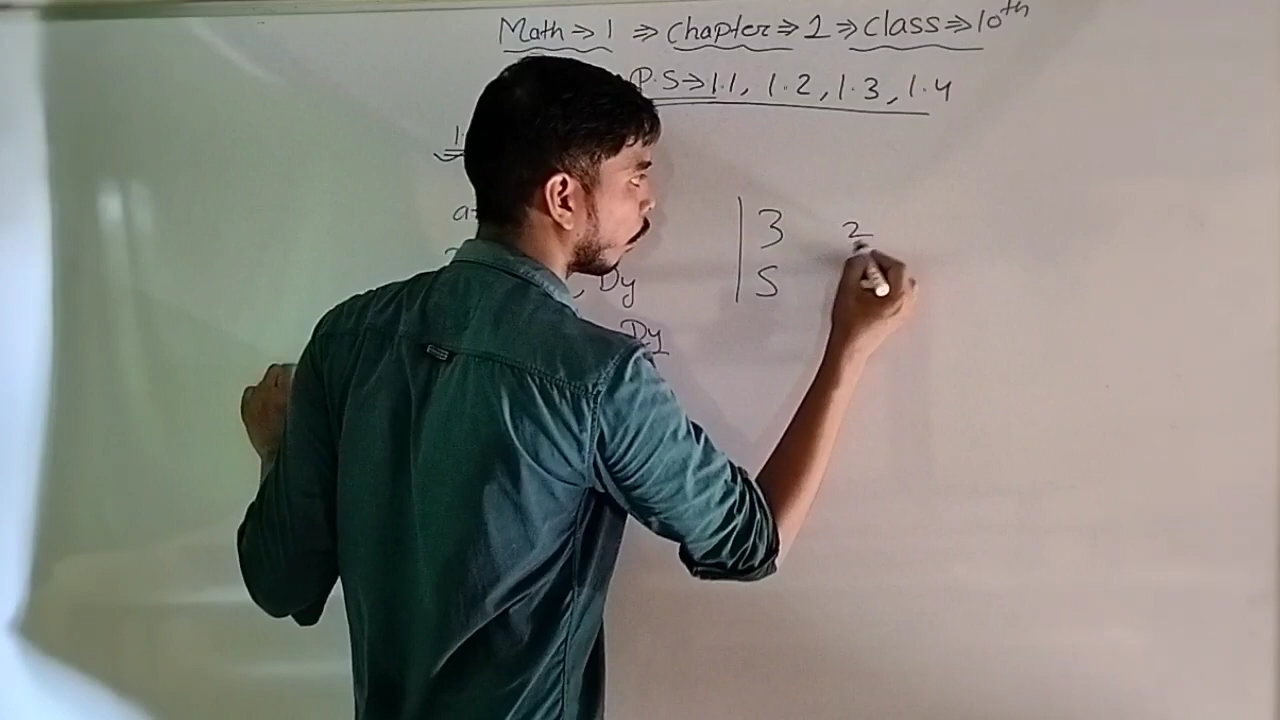 Math → 1 ⇒ Chapter ⇒ 1 ⇒ Class ⇒ 10th
P.S → 1.1, 1.2, 1.3, 1.4
3 2
5
, Dy
Dy